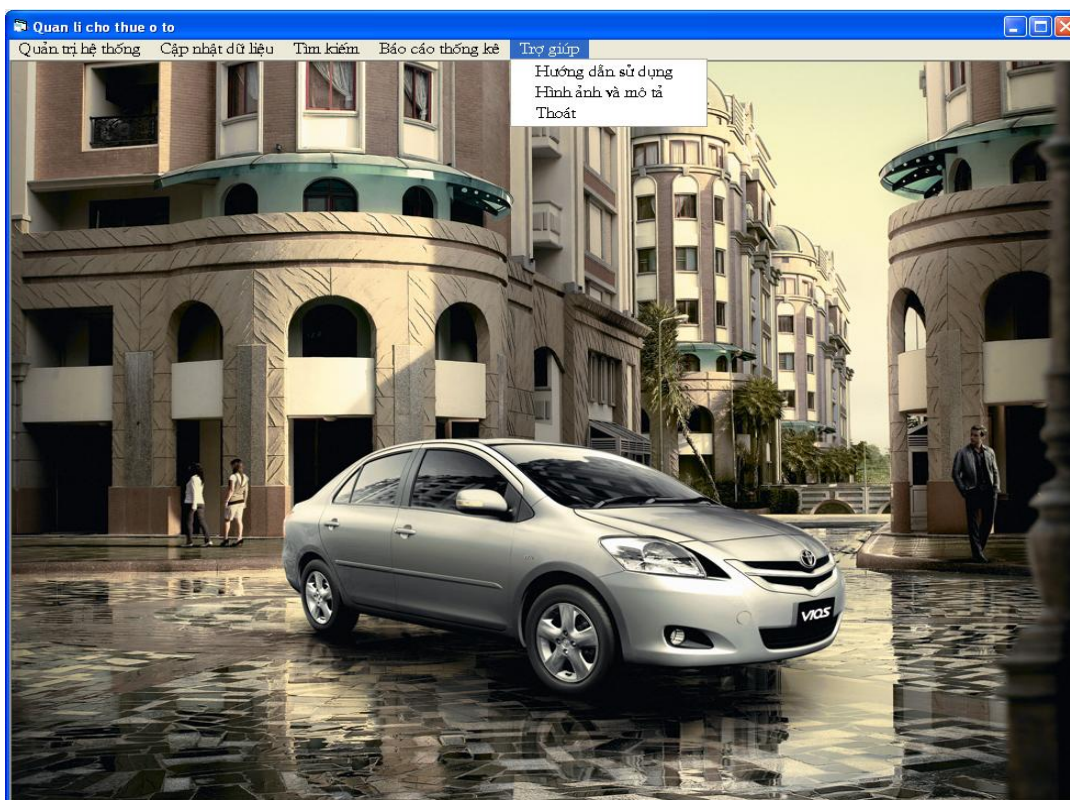 Quan li cho thue o to
Quản trị hệ thống Cập nhật dữ liệu Tìm kiếm Báo cáo thống kê Trợ giúp
Hướng dẫn sử dụng
Hình ảnh và mô tả
Thoát
VIOS